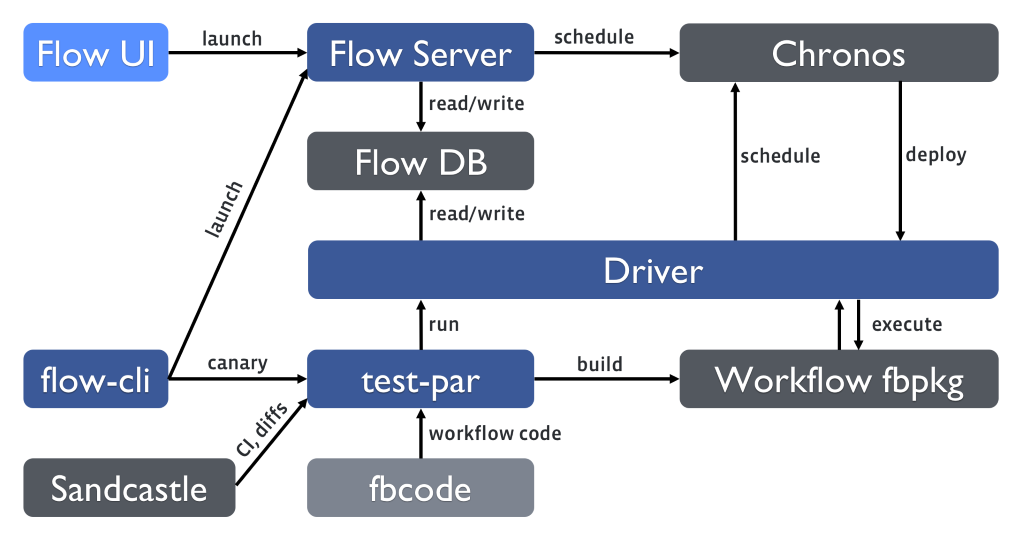 Flow UI
launch
Flow Server
schedule
Chronos
read/write
Flow DB
schedule
deploy
launch
read/write
Driver
run
execute
flow-cli
canary
test-par
build
Workflow fbpkg
CI, diffs
workflow code
Sandcastle
fbcode